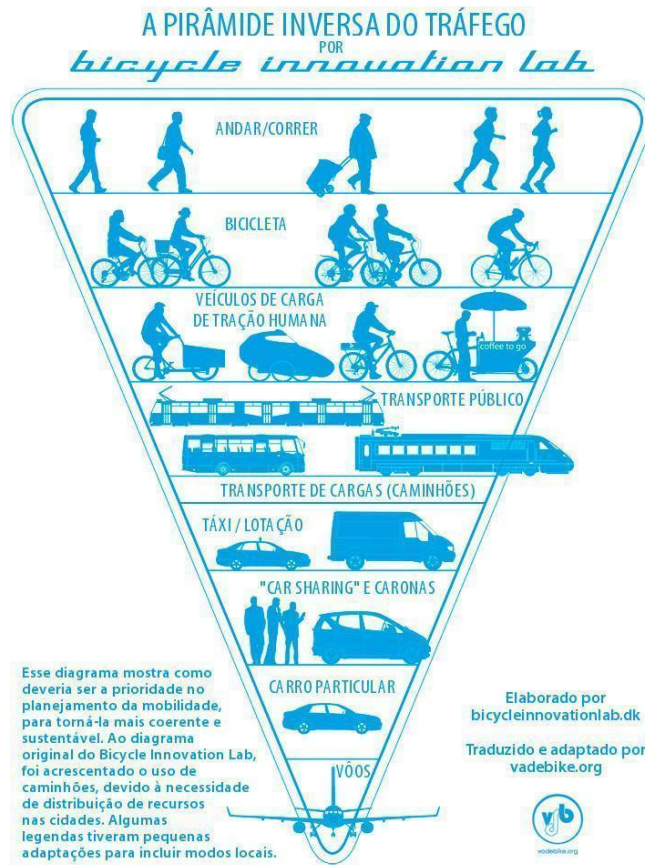 A PIRÂMIDE INVERSA DO TRÁFEGO
POR
bicycle innovation lab
ANDAR/CORRER
BICICLETA
VEÍCULOS DE CARGA
DE TRAÇÃO HUMANA
coffee to go
TRANSPORTE PÚBLICO
TRANSPORTE DE CARGAS (CAMINHÕES)
TÁXI / LOTAÇÃO
"CAR SHARING" E CARONAS
CARRO PARTICULAR
VÔOS
Esse diagrama mostra como
deveria ser a prioridade no
planejamento da mobilidade,
para torná-la mais coerente e
sustentável. Ao diagrama
original do Bicycle Innovation Lab,
foi acrescentado o uso de
caminhões, devido à necessidade
de distribuição de recursos
nas cidades. Algumas
legendas tiveram pequenas
adaptações para incluir modos locais.
Elaborado por
bicycleinnovationlab.dk
Traduzido e adaptado por
vadebike.org
vb
vadebike.org